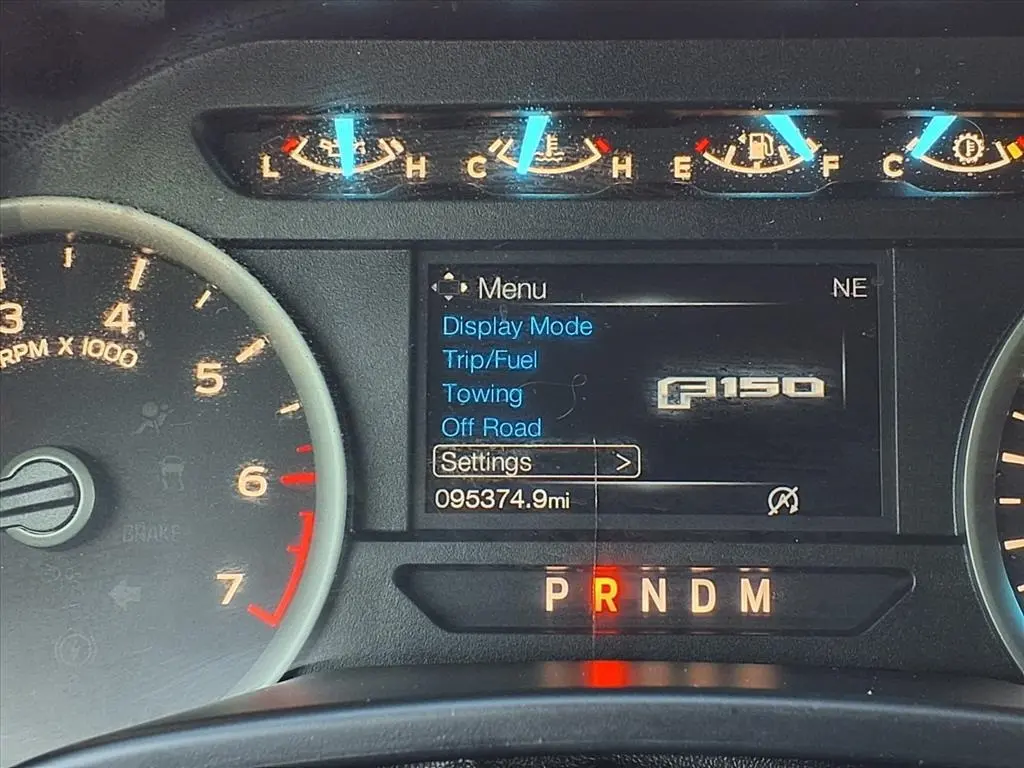 L H C H E F C
Menu NE
Display Mode
3 4
RPM X 1000
Trip/Fuel
5
F150
Towing
Off Road
6
Settings >
095374.9mi
BRAKE
7
P R N D M